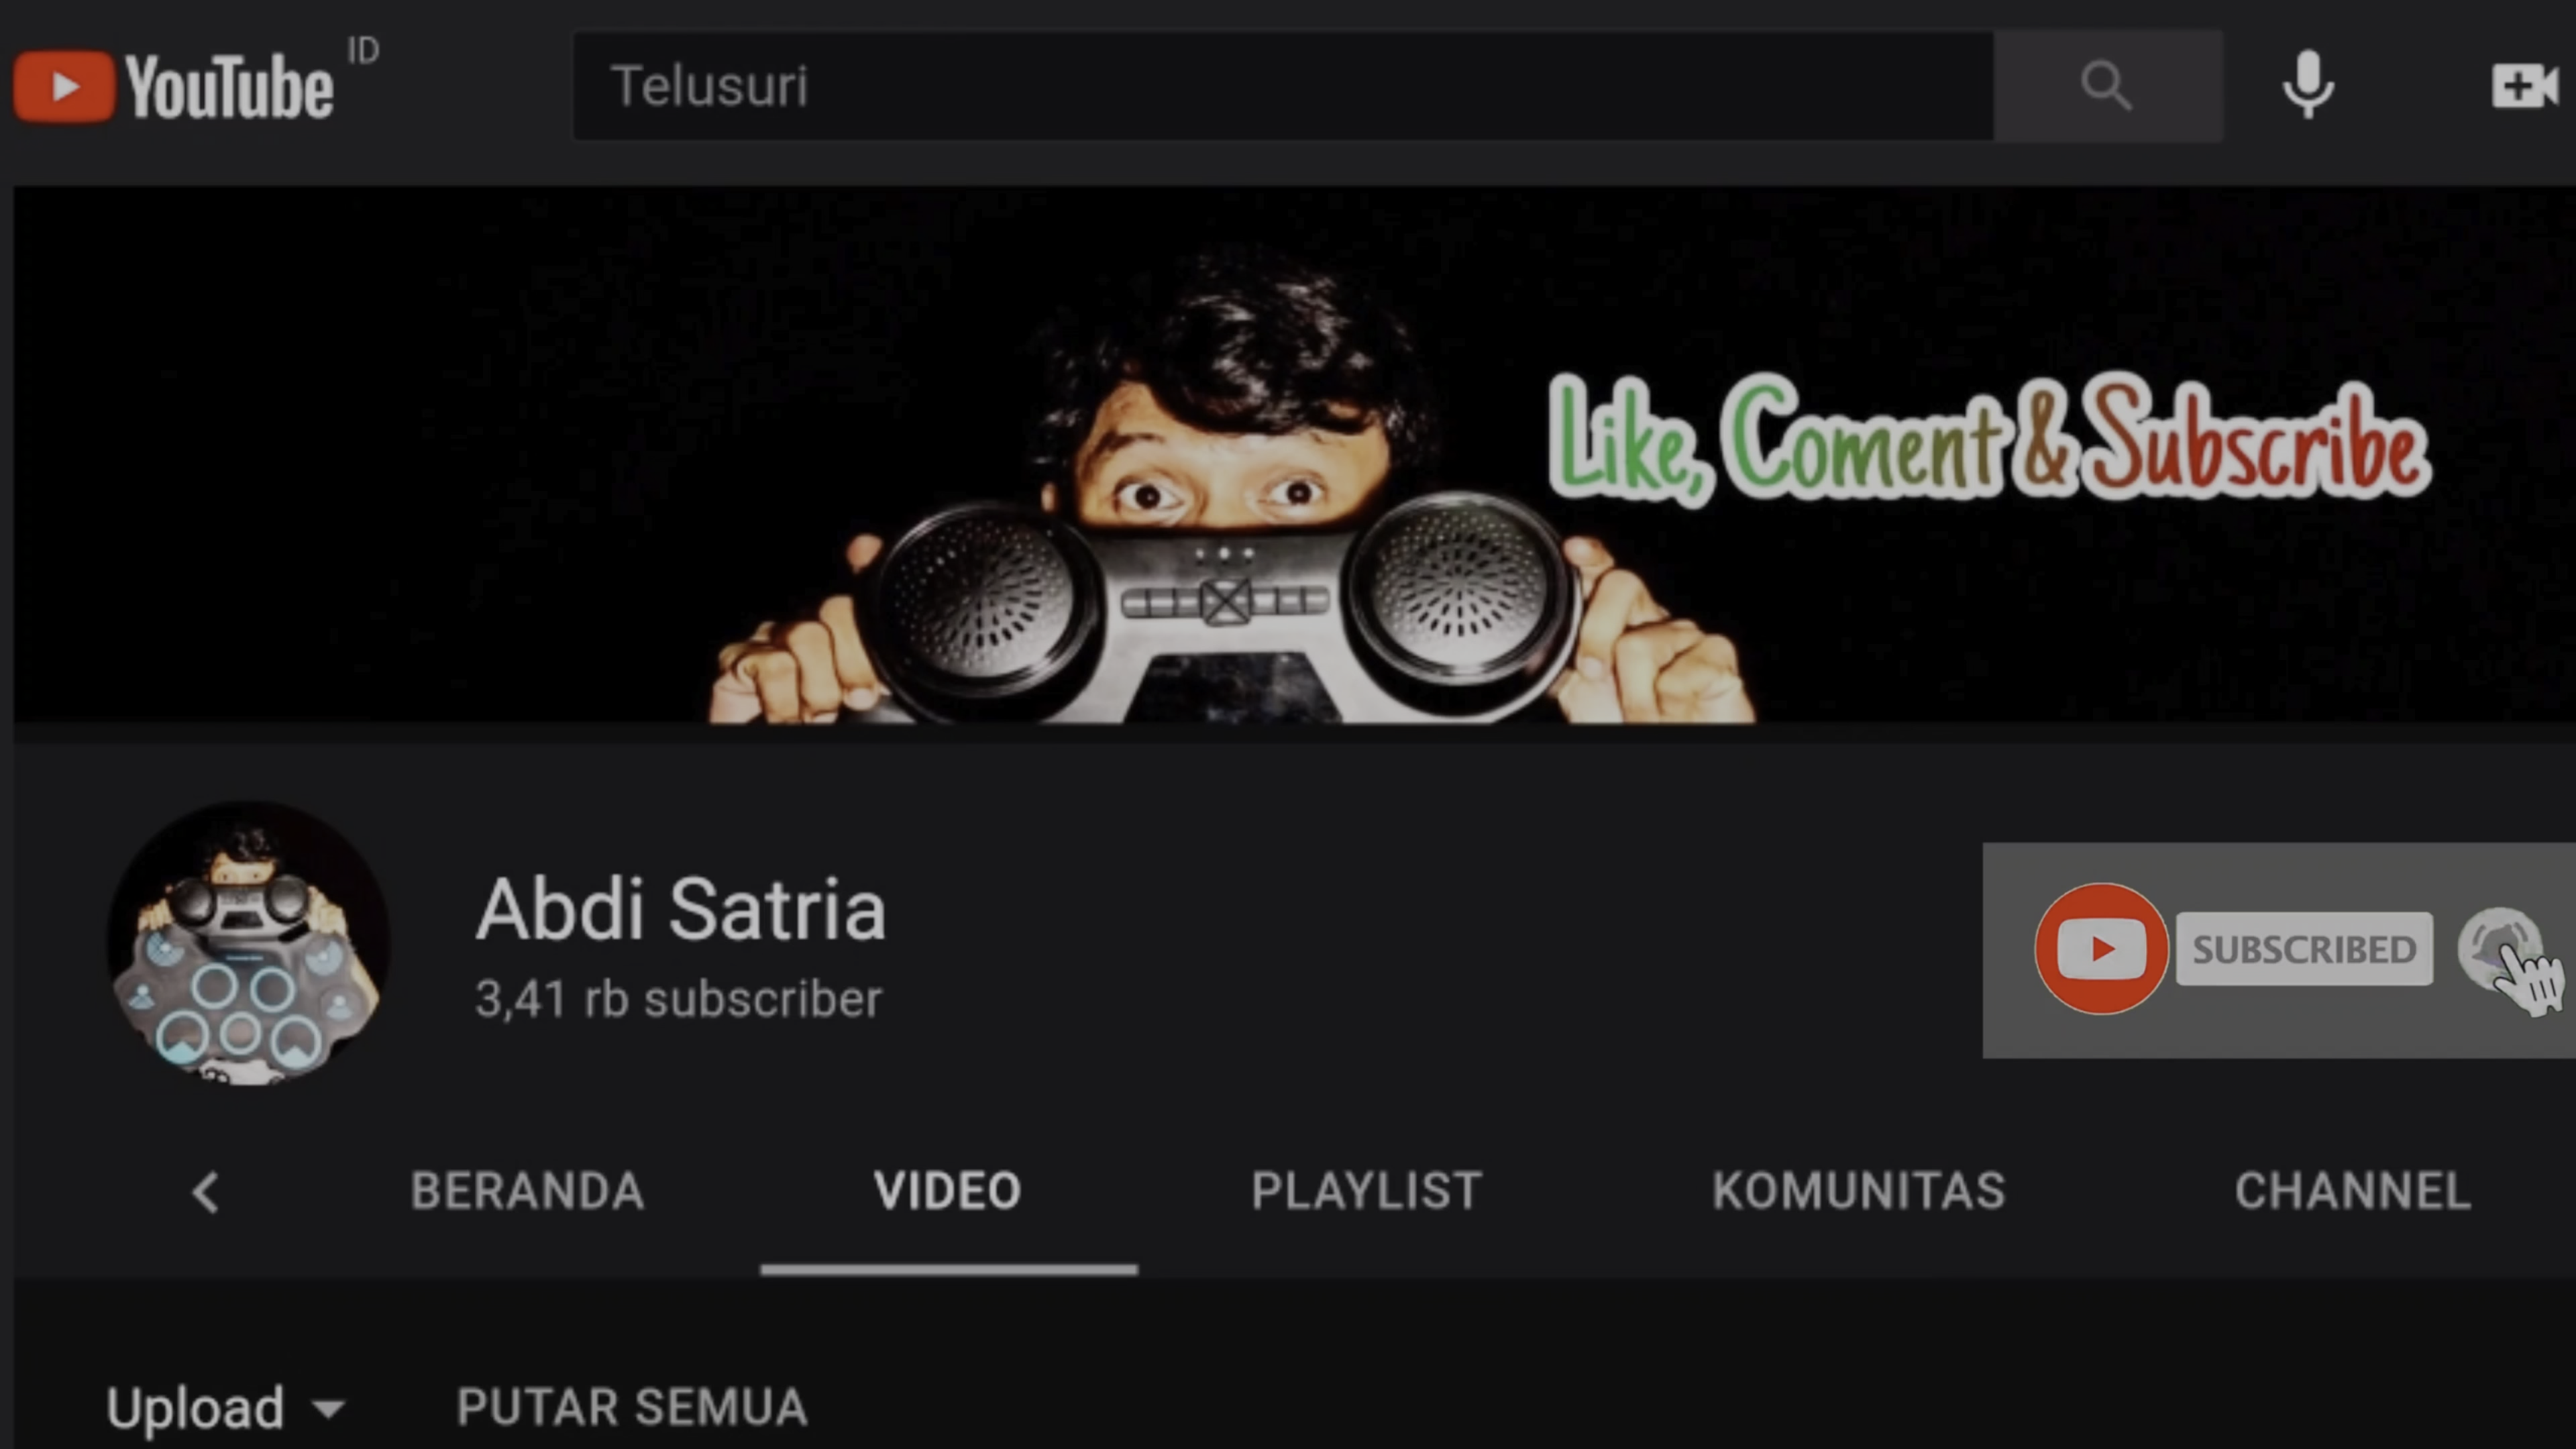 YouTube ID
Telusuri
Like, Coment & Subscribe
Abdi Satria
3,41 rb subscriber
SUBSCRIBED
BERANDA
VIDEO
PLAYLIST
KOMUNITAS
CHANNEL
Upload
PUTAR SEMUA